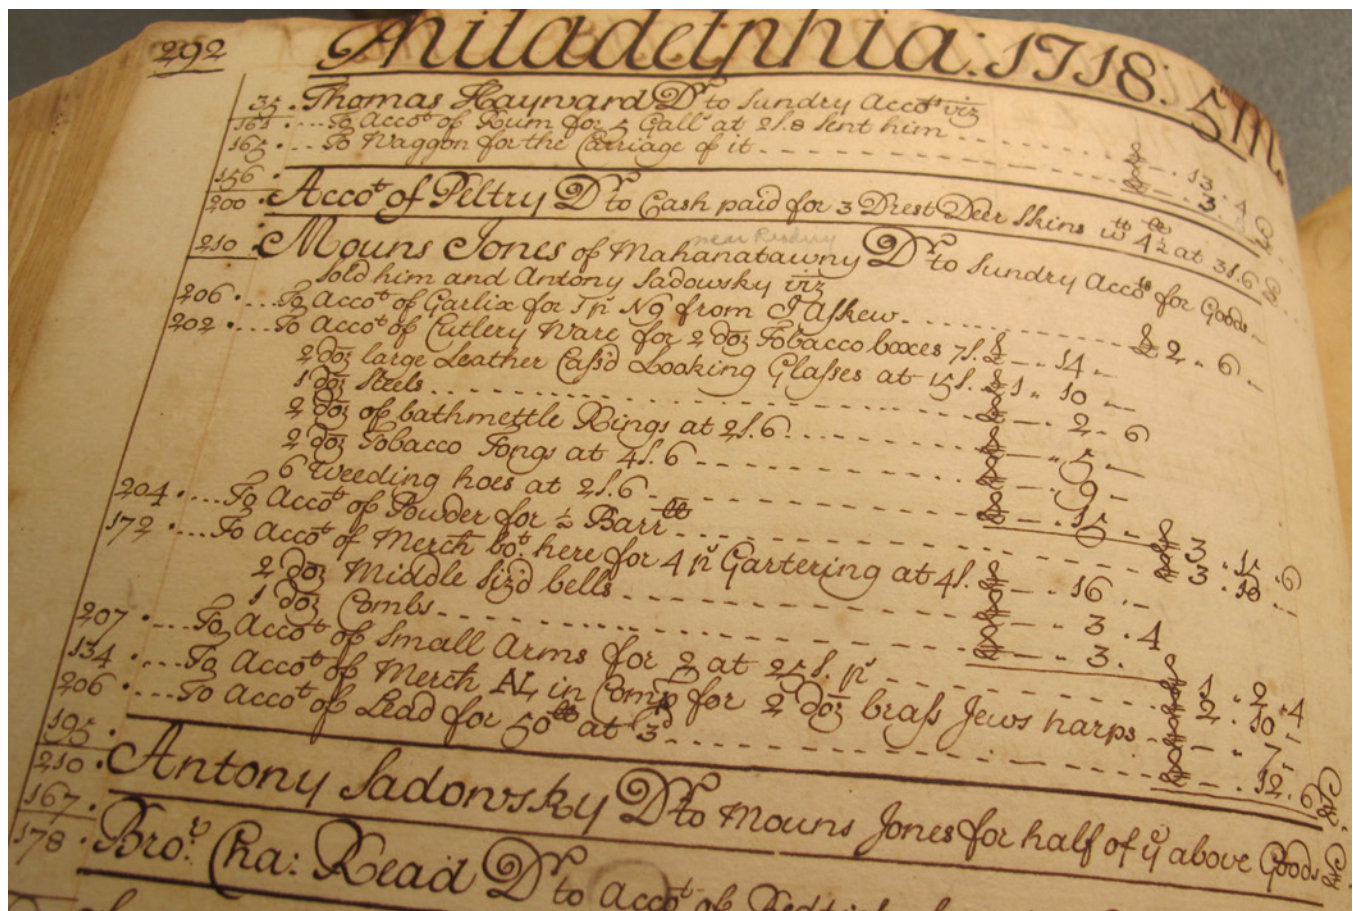 292 Philadelphia: 1718: 5 M
35 . Thomas Hayward Dr to Sundry Accots viz
161 . ... To Accot of Rum for 5 Galls at 2s.8 sent him - - - £ - . 13 . 4
165 . ... To Waggon for the Carriage of it - - - £ - . 3 .
156 .
200 . Accot of Peltry Dr to Cash paid for 3 Drest Deer Skins wt 4½ at 3s.6
near Reading
210 . Mouns Jones of Mahanatawny Dr to Sundry Accots for Goods
sold him and Antony Sadowsky viz
206 . ... To Accot of Garlix for 1 ps No 9 from J Askew - - - £ 2 . 6 . -
202 . ... To Accot of Cutlery Ware for 2 doz Tobacco boxes 7s. £ - . 14 . -
2 doz large Leather Cas'd Looking Glasses at 15s. £ 1 . 10 . -
1 doz Steels - - - £ - . 2 . 6
2 doz of bathmettle Rings at 2s.6 - - - £ - . 5 . -
2 doz Tobacco Tongs at 4s.6 - - - £ - . 9 . -
6 Weeding hoes at 2s.6 - - - £ - . 15 . - £ 3 . 15 . 6
204 . ... To Accot of Powder for ½ Barrll - - - £ 3 . 10 . -
172 . ... To Accot of Merch bot. here for 4 ps Gartering at 4s. £ - . 16 . -
2 doz Middle siz'd bells - - - £ - . 3 . 4
1 doz Combs - - - £ - . 3 . £ 1 . 2 . 4
207 . ... To Accot of Small Arms for 2 at 25s. ps - - - £ 2 . 10 . -
134 . ... To Accot of Merch AL in Comp for 2 doz brass Jews harps - £ - . 7 . -
206 . ... To Accot of Lead for 50ll at 3d - - - £ - . 12 . 6
195 .
210 . Antony Sadowsky Dr to Mouns Jones for half of ye above Goods
167 .
178 . Bro:r Cha: Read Dr to Accot of